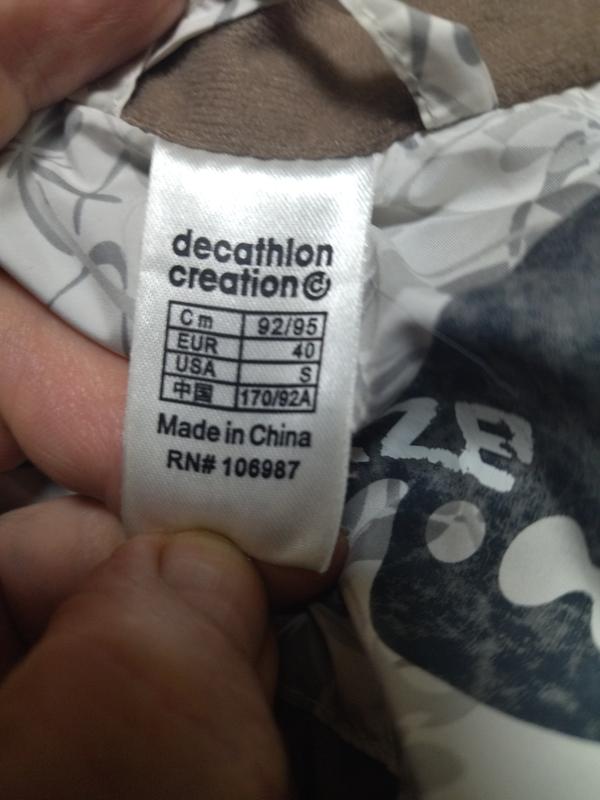 decathlon
creation
Cm 92/95
EUR 40
USA S
中国 170/92A
Made in China
RN# 106987